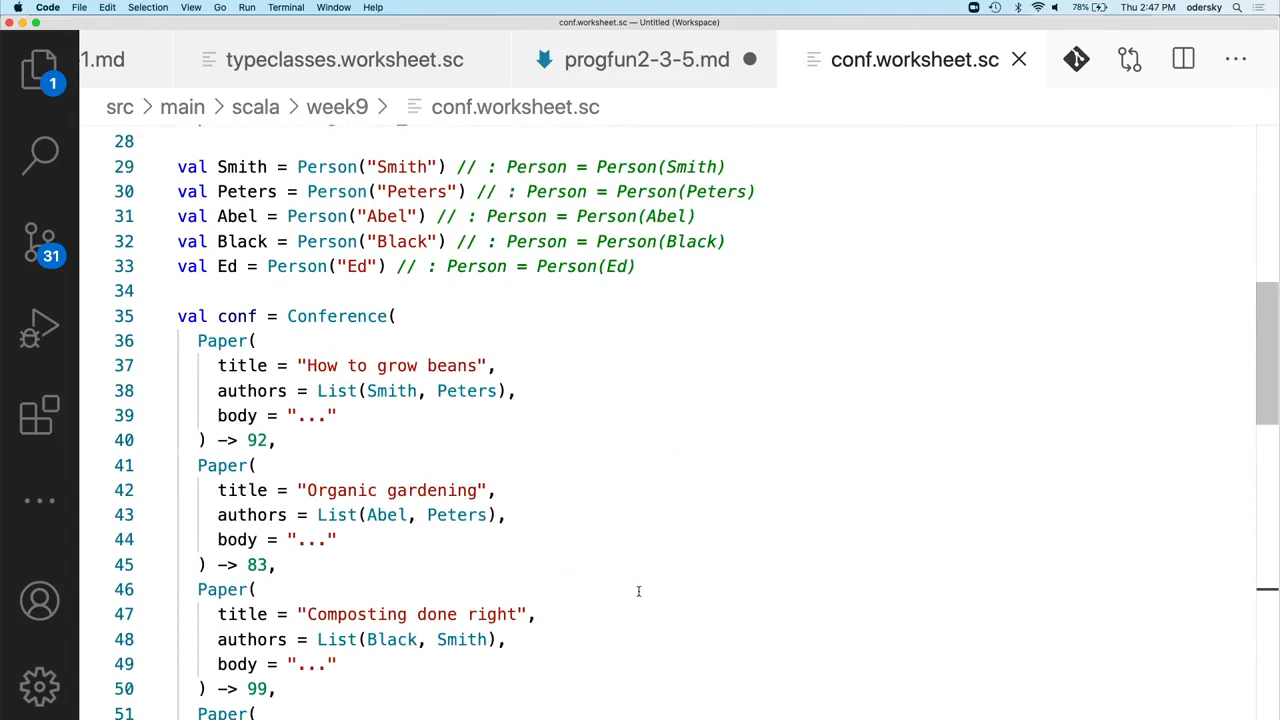 Code File Edit Selection View Go Run Terminal Window Help 78% Thu 2:47 PM odersky
conf.worksheet.sc — Untitled (Workspace)
1.md typeclasses.worksheet.sc progfun2-3-5.md conf.worksheet.sc
src > main > scala > week9 > conf.worksheet.sc
28
29 val Smith = Person("Smith") // : Person = Person(Smith)
30 val Peters = Person("Peters") // : Person = Person(Peters)
31 val Abel = Person("Abel") // : Person = Person(Abel)
32 val Black = Person("Black") // : Person = Person(Black)
33 val Ed = Person("Ed") // : Person = Person(Ed)
34
35 val conf = Conference(
36 Paper(
37 title = "How to grow beans",
38 authors = List(Smith, Peters),
39 body = "..."
40 ) -> 92,
41 Paper(
42 title = "Organic gardening",
43 authors = List(Abel, Peters),
44 body = "..."
45 ) -> 83,
46 Paper(
47 title = "Composting done right",
48 authors = List(Black, Smith),
49 body = "..."
50 ) -> 99,
51 Paper(
1
31